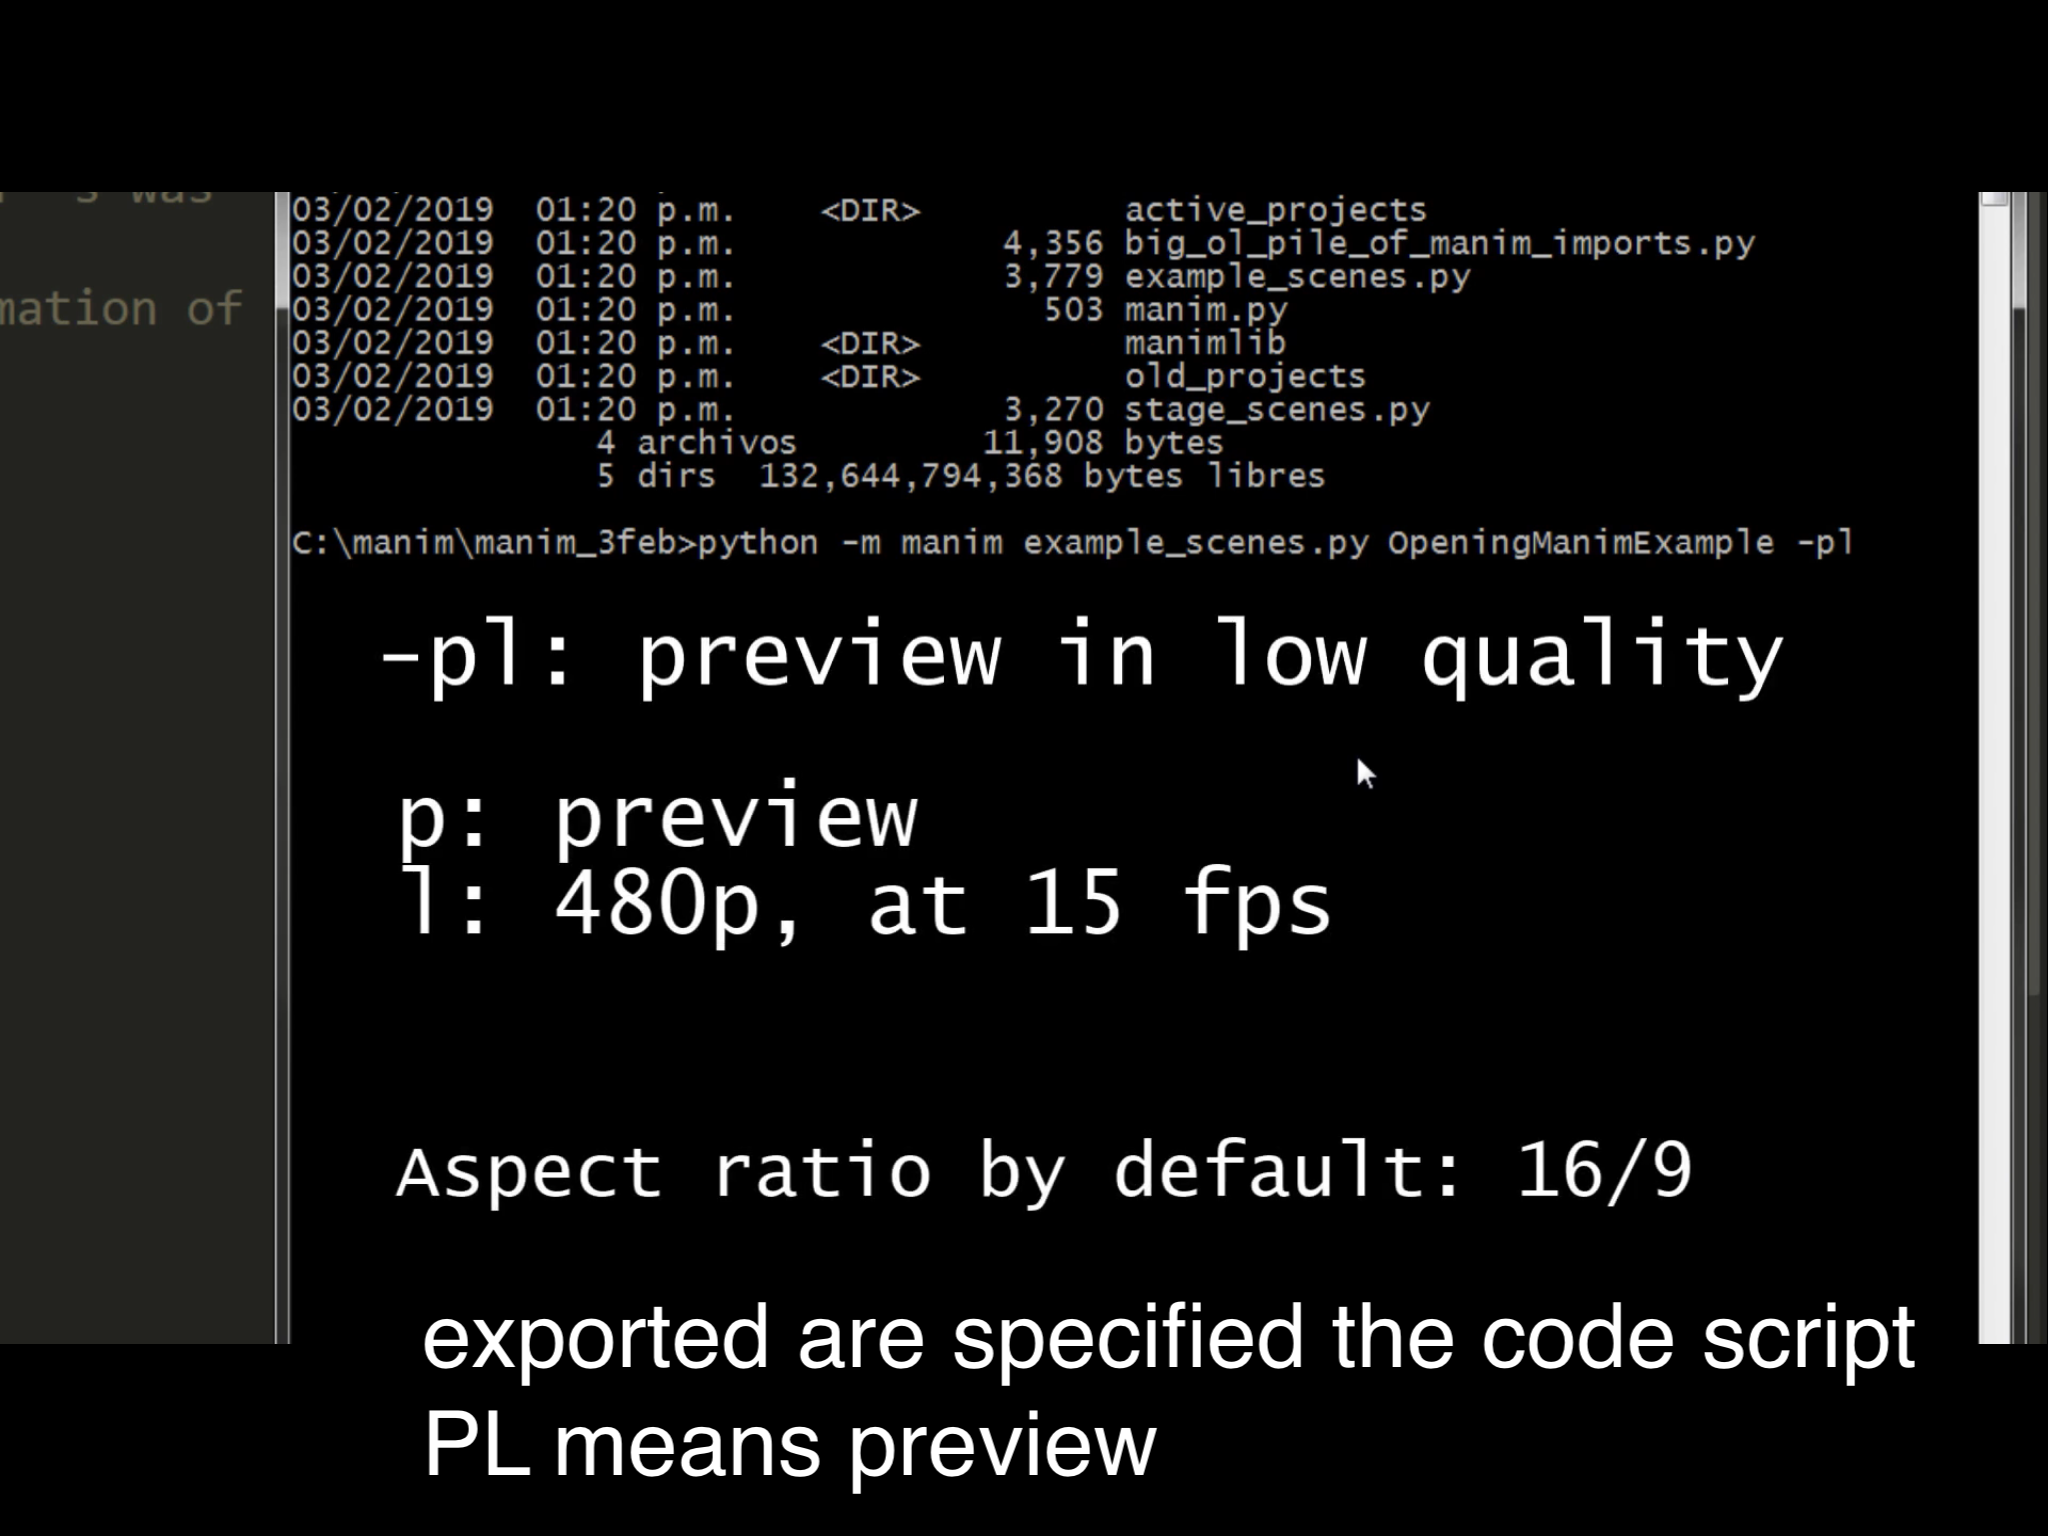 s was
mation of
03/02/2019 01:20 p.m. <DIR> active_projects
03/02/2019 01:20 p.m. 4,356 big_ol_pile_of_manim_imports.py
03/02/2019 01:20 p.m. 3,779 example_scenes.py
03/02/2019 01:20 p.m. 503 manim.py
03/02/2019 01:20 p.m. <DIR> manimlib
03/02/2019 01:20 p.m. <DIR> old_projects
03/02/2019 01:20 p.m. 3,270 stage_scenes.py
4 archivos 11,908 bytes
5 dirs 132,644,794,368 bytes libres
C:\manim\manim_3feb>python -m manim example_scenes.py OpeningManimExample -pl
-pl: preview in low quality
p: preview
l: 480p, at 15 fps
Aspect ratio by default: 16/9
exported are specified the code script
PL means preview